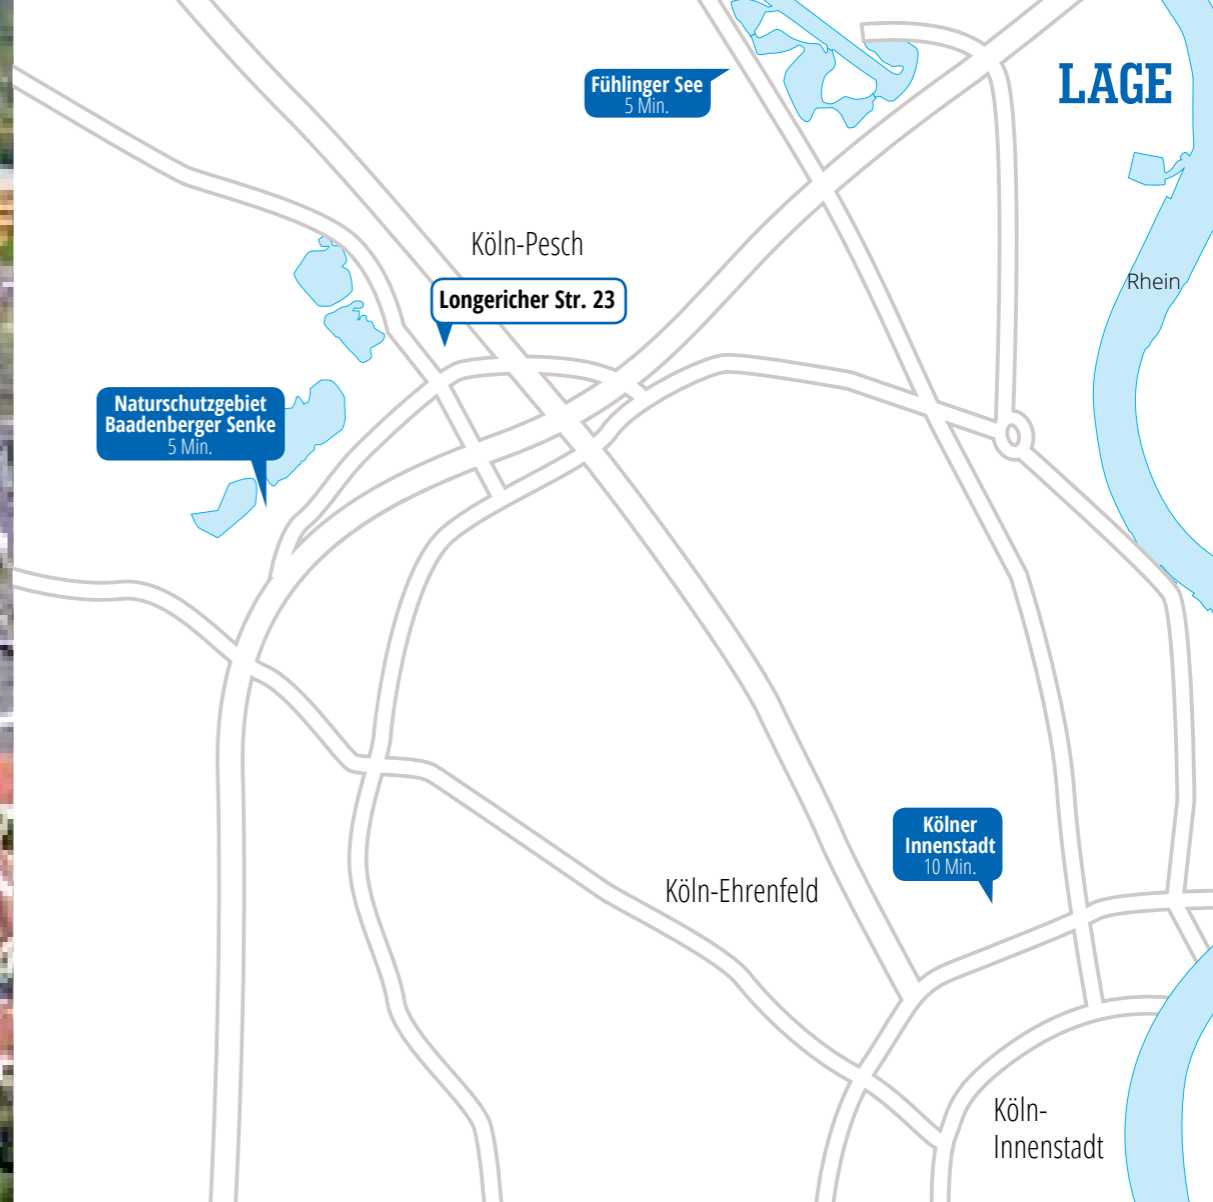 LAGE
Fühlinger See
5 Min.
Köln-Pesch
Rhein
Longericher Str. 23
Naturschutzgebiet
Baadenberger Senke
5 Min.
Kölner
Innenstadt
10 Min.
Köln-Ehrenfeld
Köln-
Innenstadt